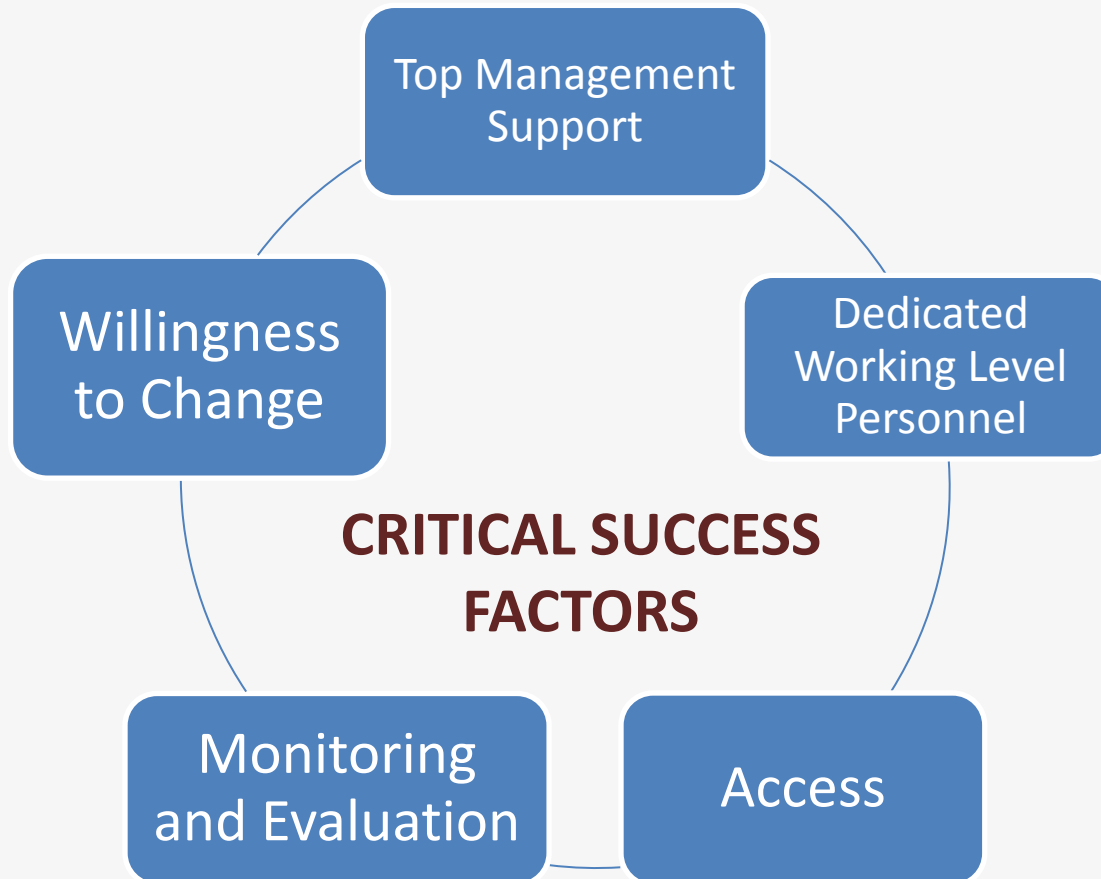 Top Management
Support
Dedicated
Working Level
Personnel
Access
Monitoring
and Evaluation
Willingness
to Change
CRITICAL SUCCESS
FACTORS